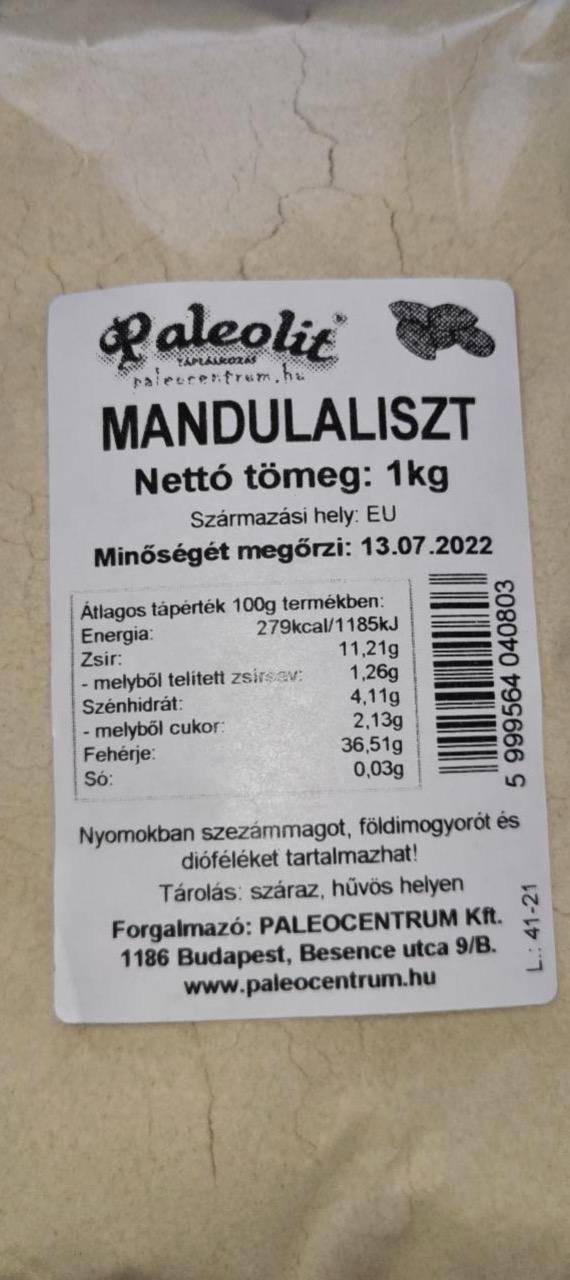 Paleolit®
TÁPLÁLKOZÁS
paleocentrum.hu
MANDULALISZT
Nettó tömeg: 1kg
Származási hely: EU
Minőségét megőrzi: 13.07.2022
Átlagos tápérték 100g termékben:
Energia: 279kcal/1185kJ
Zsír: 11,21g
- melyből telített zsírsav: 1,26g
Szénhidrát: 4,11g
- melyből cukor: 2,13g
Fehérje: 36,51g
Só: 0,03g
5 999564 040803
Nyomokban szezámmagot, földimogyorót és
dióféléket tartalmazhat!
Tárolás: száraz, hűvös helyen
Forgalmazó: PALEOCENTRUM Kft.
1186 Budapest, Besence utca 9/B.
www.paleocentrum.hu
L.: 41-21